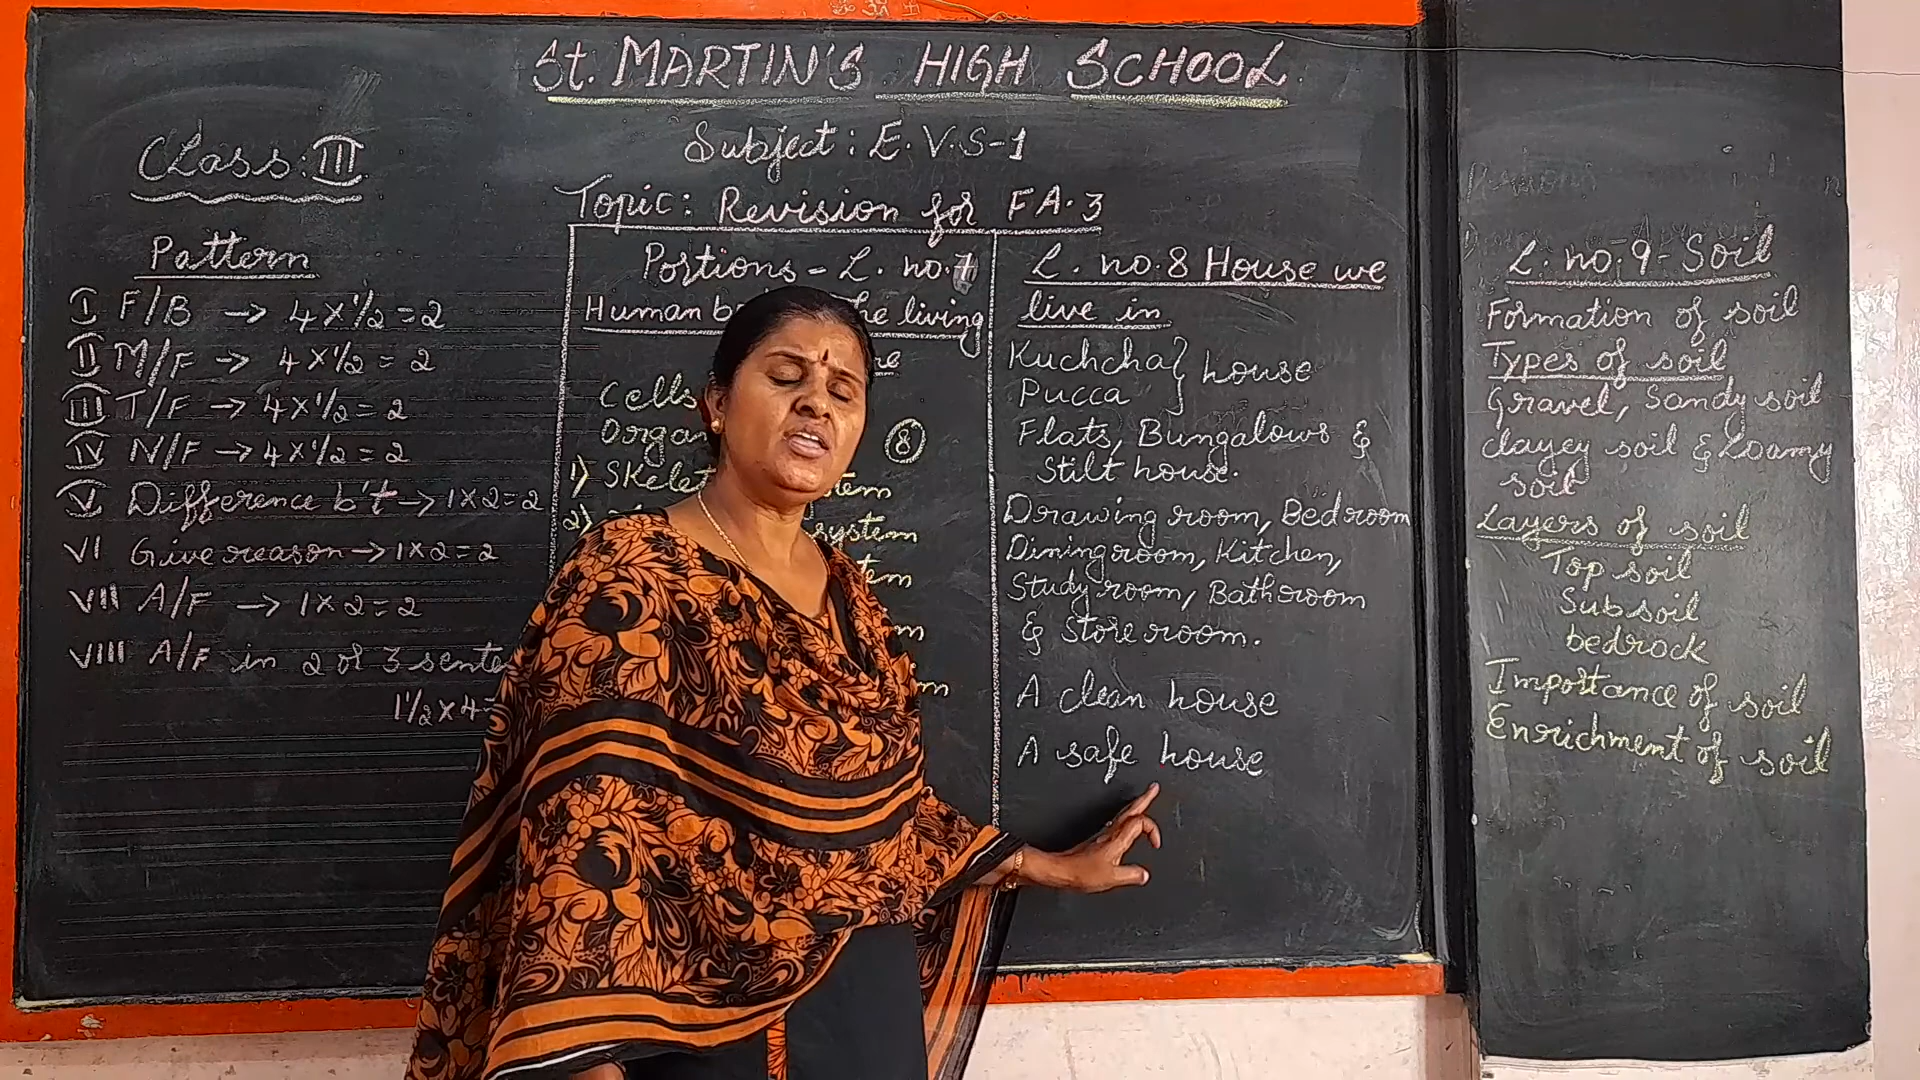 St. MARTIN'S HIGH SCHOOL
Subject: E.V.S-1
Class: III
Topic: Revision for FA.3
Pattern
I F/B → 4 X 1/2 = 2
II M/F → 4 X 1/2 = 2
III T/F → 4 X 1/2 = 2
IV N/F → 4 X 1/2 = 2
V Difference b't → 1 X 2 = 2
VI Give reason → 1 X 2 = 2
VII A/F → 1 X 2 = 2
VIII A/F in 2 or 3
1 1/2 X 4 =
Portions - L. no. 7
Human living
Cells
8
1)
2) system
L. no. 8 House we
live in
Kuchcha } house
Pucca
Flats, Bungalows &
Stilt house.
Drawing room, Bedroom
Dining room, Kitchen,
Study room, Bathroom
& Store room.
A clean house
A safe house
L. no. 9 - Soil
Formation of soil
Types of soil
Gravel, Sandy soil
clayey soil & Loamy
soil
Layers of soil
Top soil
Sub soil
bedrock
Importance of soil
Enrichment of soil